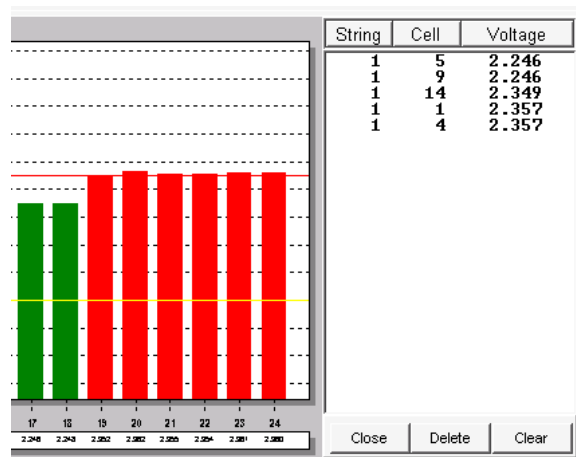 String Cell Voltage
1 5 2.246
1 9 2.246
1 14 2.349
1 1 2.357
1 4 2.357
17 18 19 20 21 22 23 24
Close Delete Clear